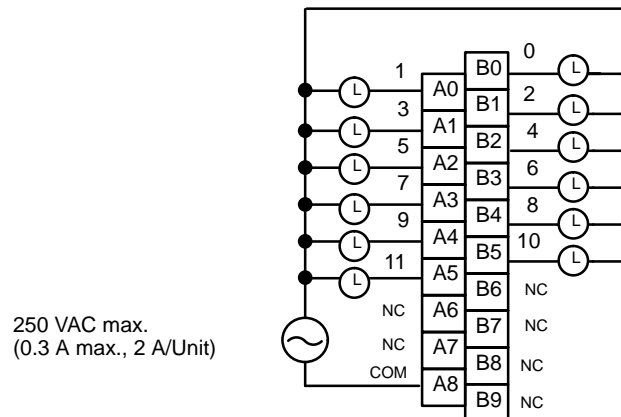 0
B0 L
1
L A0
2
B1 L
3
L A1
4
B2 L
5
L A2
6
B3 L
7
L A3
8
B4 L
9
L A4
10
B5 L
11
L A5
B6 NC
NC A6
B7 NC
NC A7
B8 NC
COM A8
B9 NC
250 VAC max.
(0.3 A max., 2 A/Unit)